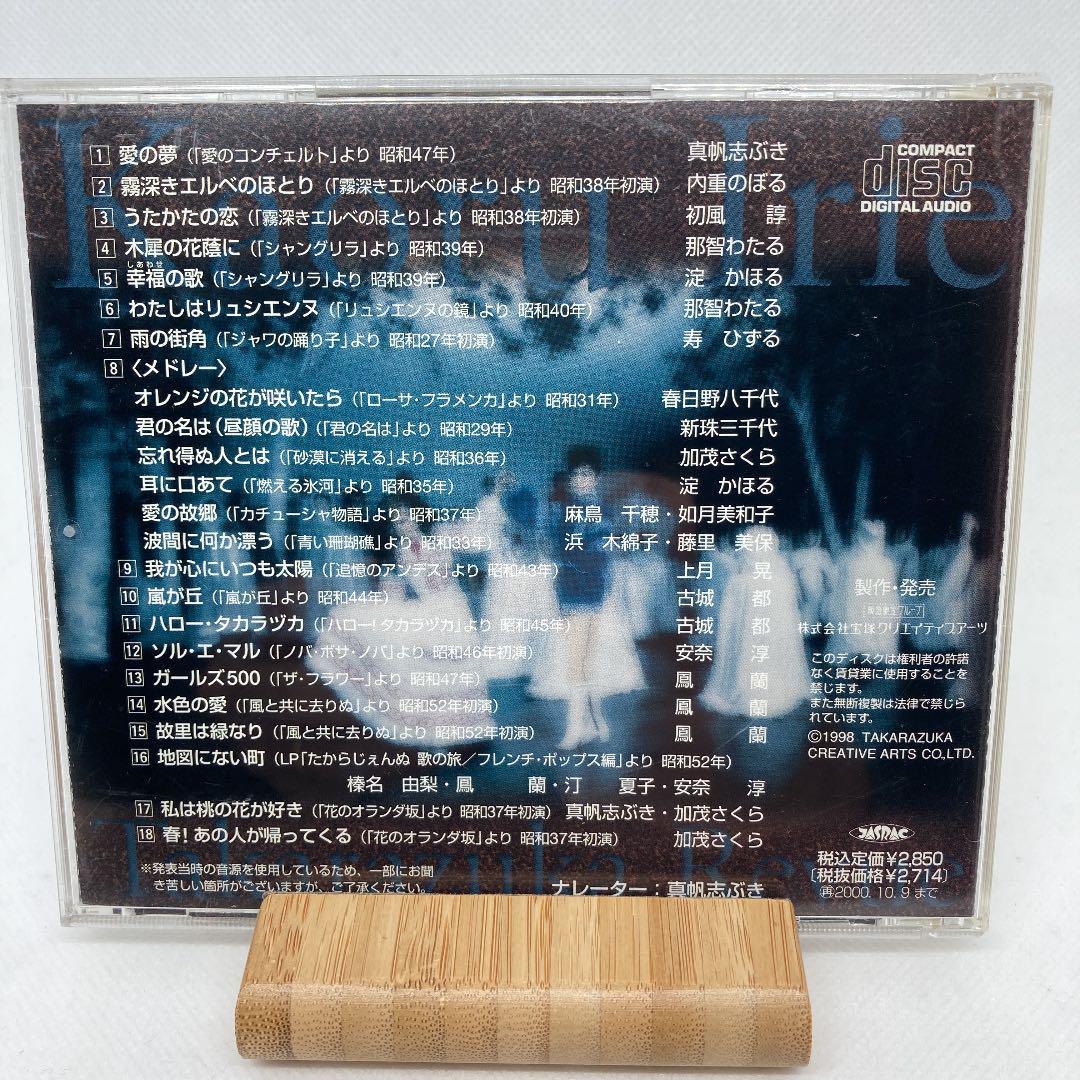 Kaoru Irie
1 愛の夢(「愛のコンチェルト」より 昭和47年) 真帆志ぶき
2 霧深きエルベのほとり(「霧深きエルベのほとり」より 昭和38年初演) 内重のぼる
3 うたかたの恋(「霧深きエルベのほとり」より 昭和38年初演) 初風 諄
4 木犀の花蔭に(「シャングリラ」より 昭和39年) 那智わたる
しあわせ
5 幸福の歌(「シャングリラ」より 昭和39年) 淀 かほる
6 わたしはリュシエンヌ(「リュシエンヌの鏡」より 昭和40年) 那智わたる
7 雨の街角(「ジャワの踊り子」より 昭和27年初演) 寿 ひずる
8 〈メドレー〉
オレンジの花が咲いたら(「ローサ・フラメンカ」より 昭和31年) 春日野八千代
君の名は(昼顔の歌)(「君の名は」より 昭和29年) 新珠三千代
忘れ得ぬ人とは(「砂漠に消える」より 昭和36年) 加茂さくら
耳に口あて(「燃える氷河」より 昭和35年) 淀 かほる
愛の故郷(「カチューシャ物語」より 昭和37年) 麻鳥 千穂・如月美和子
波間に何か漂う(「青い珊瑚礁」より 昭和33年) 浜 木綿子・藤里 美保
9 我が心にいつも太陽(「追憶のアンデス」より 昭和43年) 上月 晃
10 嵐が丘(「嵐が丘」より 昭和44年) 古城 都
11 ハロー・タカラヅカ(「ハロー!タカラヅカ」より 昭和45年) 古城 都
12 ソル・エ・マル(「ノバ・ボサ・ノバ」より 昭和46年初演) 安奈 淳
13 ガールズ500(「ザ・フラワー」より 昭和47年) 鳳 蘭
14 水色の愛(「風と共に去りぬ」より 昭和52年初演) 鳳 蘭
15 故里は緑なり(「風と共に去りぬ」より 昭和52年初演) 鳳 蘭
16 地図にない町(LP「たからじぇんぬ 歌の旅/フレンチ・ポップス編」より 昭和52年)
榛名 由梨・鳳 蘭・汀 夏子・安奈 淳
17 私は桃の花が好き(「花のオランダ坂」より 昭和37年初演) 真帆志ぶき・加茂さくら
18 春!あの人が帰ってくる(「花のオランダ坂」より 昭和37年初演) 加茂さくら
※発表当時の音源を使用しているため、一部にお聞
き苦しい箇所がございますが、ご了承ください。
ナレーター:真帆志ぶき
Takarazuka Revue
COMPACT
disc
DIGITAL AUDIO
製作・発売
阪急東宝グループ
株式会社宝塚クリエイティブアーツ
このディスクは権利者の許諾
なく賃貸業に使用することを
禁じます。
また無断複製は法律で禁じら
れています。
©1998 TAKARAZUKA
CREATIVE ARTS CO,LTD.
JASRAC
税込定価¥2,850
〔税抜価格¥2,714〕
再2000.10.9まで